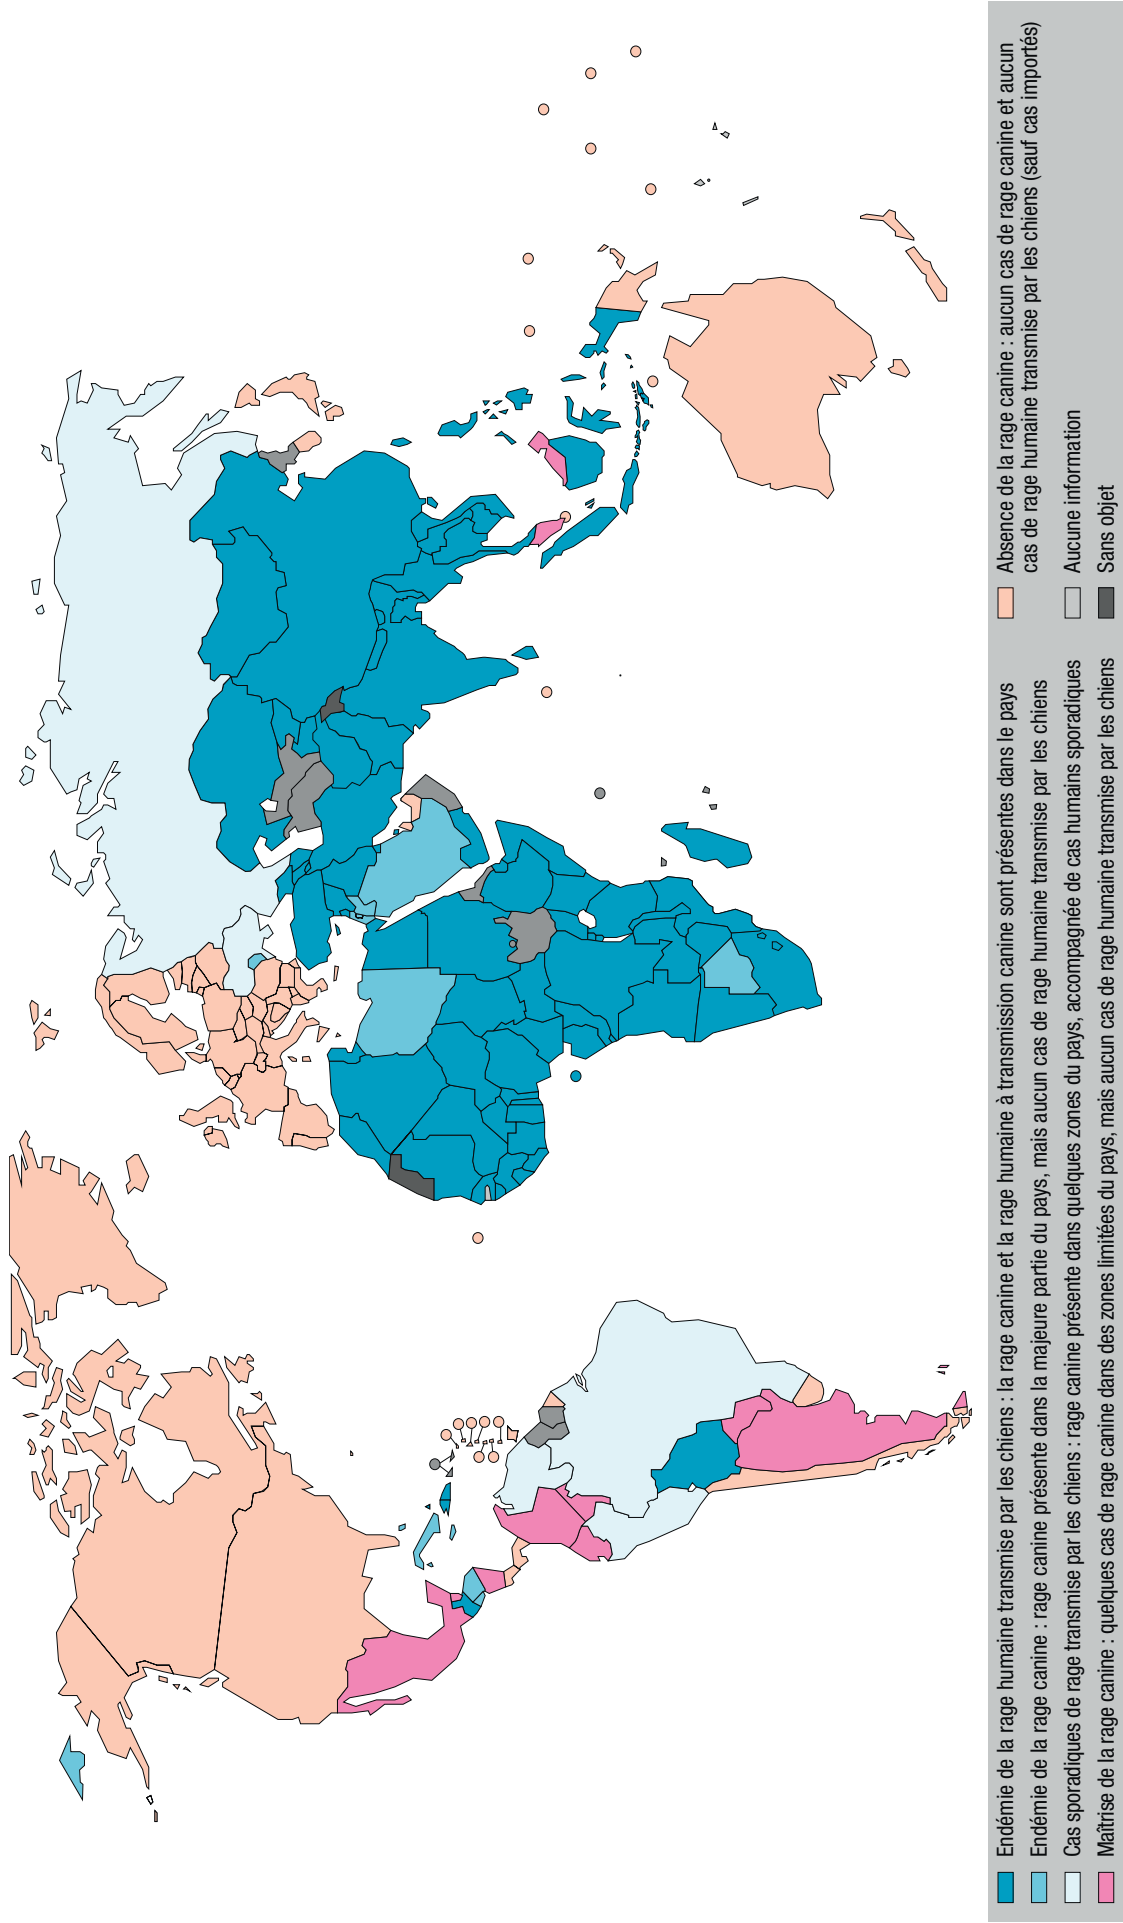 Endémie de la rage humaine transmise par les chiens : la rage canine et la rage humaine à transmission canine sont présentes dans le pays
Endémie de la rage canine : rage canine présente dans la majeure partie du pays, mais aucun cas de rage humaine transmise par les chiens
Cas sporadiques de rage transmise par les chiens : rage canine présente dans quelques zones du pays, accompagnée de cas humains sporadiques
Maîtrise de la rage canine : quelques cas de rage canine dans des zones limitées du pays, mais aucun cas de rage humaine transmise par les chiens
Absence de la rage canine : aucun cas de rage canine et aucun
cas de rage humaine transmise par les chiens (sauf cas importés)
Aucune information
Sans objet